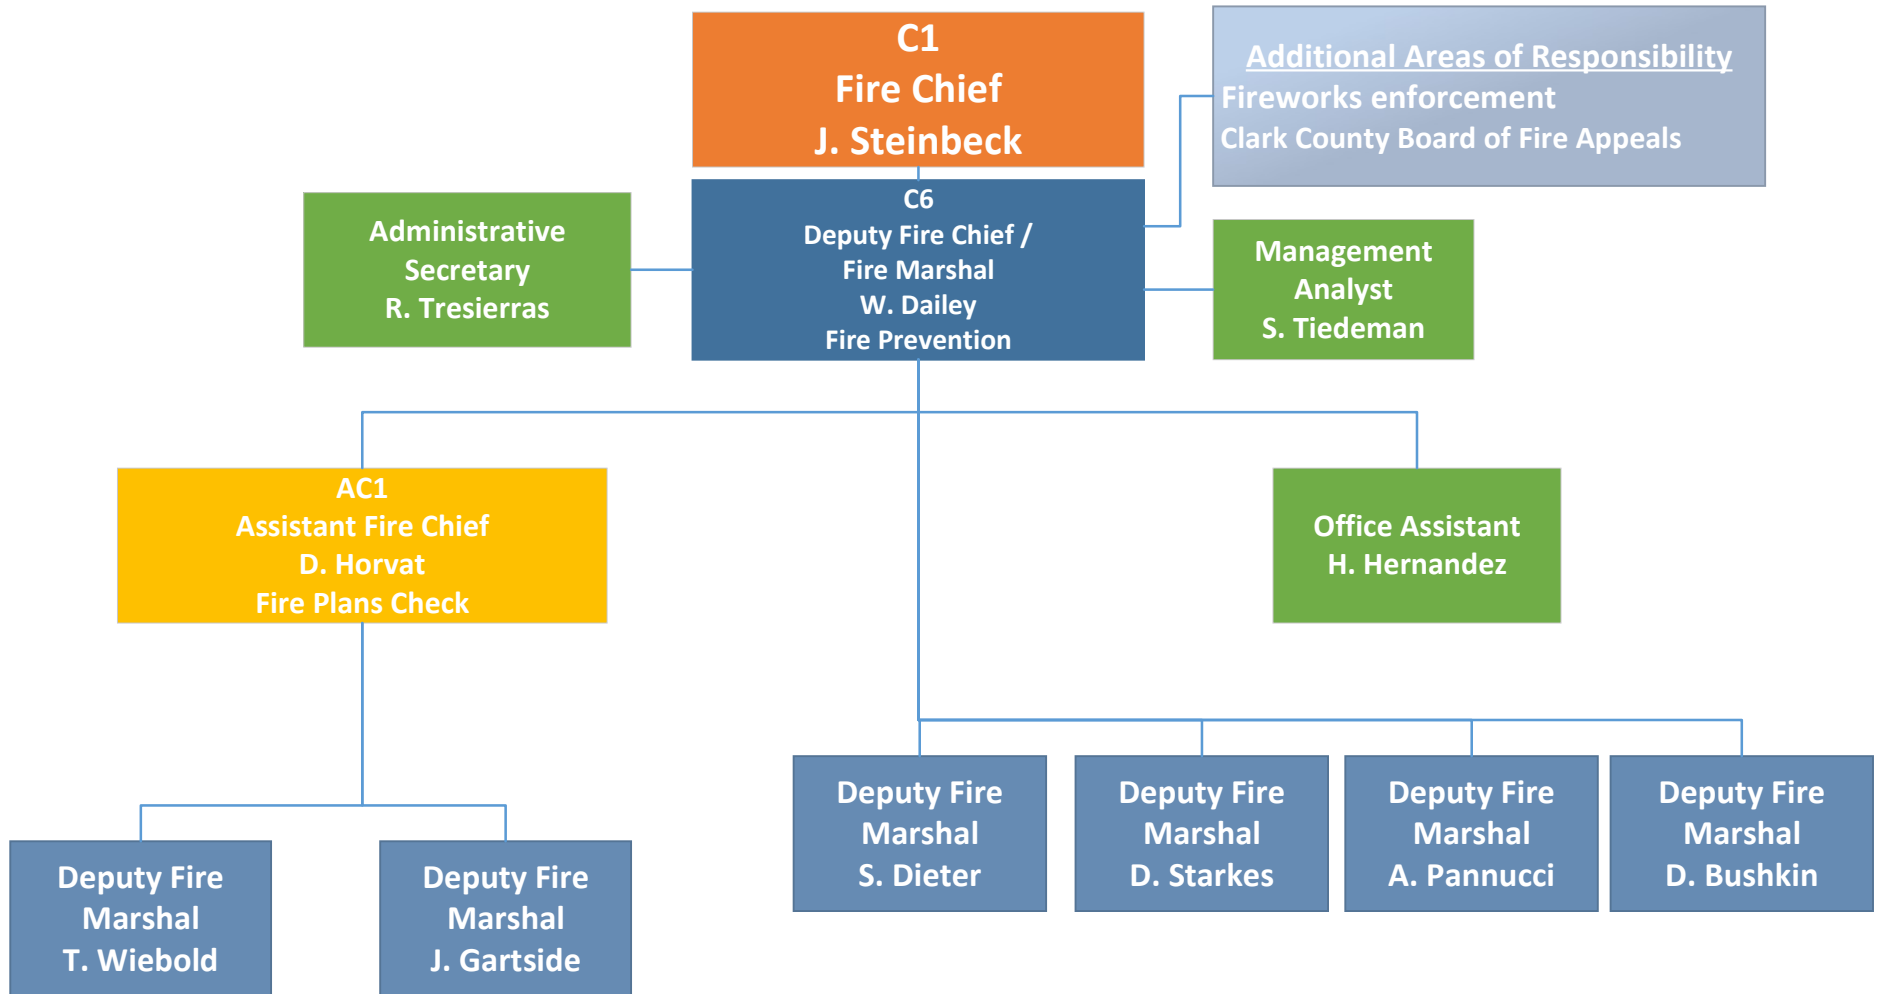 C1
Fire Chief
J. Steinbeck
Additional Areas of Responsibility
Fireworks enforcement
Clark County Board of Fire Appeals
Administrative
Secretary
R. Tresierras
C6
Deputy Fire Chief /
Fire Marshal
W. Dailey
Fire Prevention
Management
Analyst
S. Tiedeman
AC1
Assistant Fire Chief
D. Horvat
Fire Plans Check
Office Assistant
H. Hernandez
Deputy Fire
Marshal
T. Wiebold
Deputy Fire
Marshal
J. Gartside
Deputy Fire
Marshal
S. Dieter
Deputy Fire
Marshal
D. Starkes
Deputy Fire
Marshal
A. Pannucci
Deputy Fire
Marshal
D. Bushkin